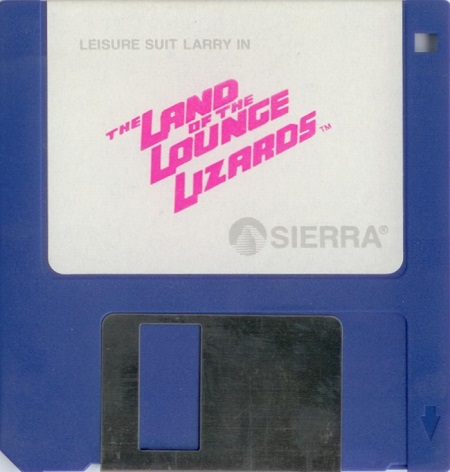 LEISURE SUIT LARRY IN
THE LAND
OF THE
LOUNGE
LIZARDS™
SIERRA®